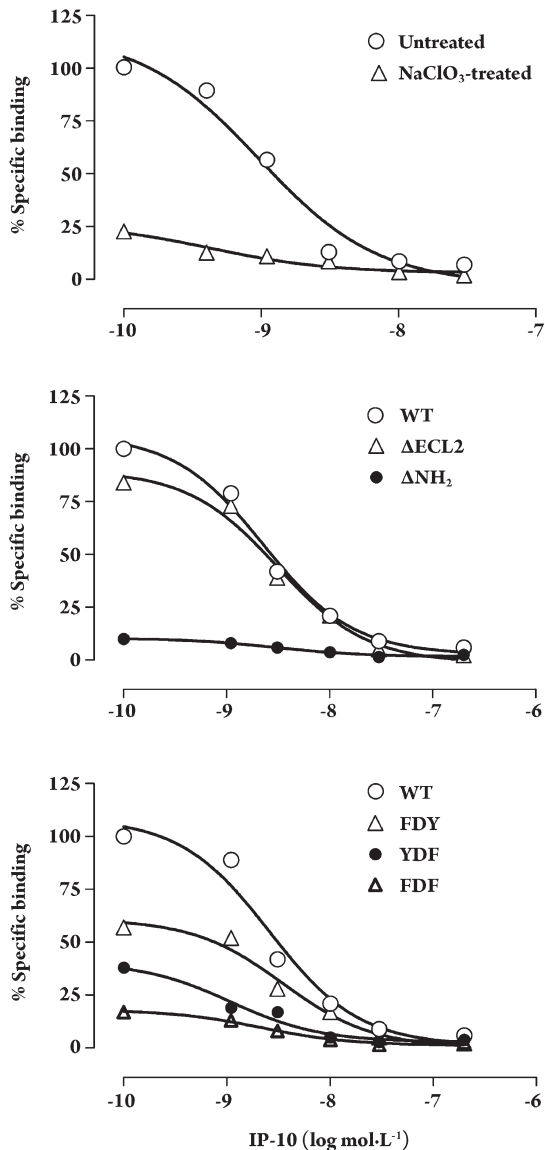 % Specific binding
125
100
75
50
25
0
Untreated
NaClO₃-treated
-10 -9 -8 -7
% Specific binding
125
100
75
50
25
0
WT
ΔECL2
ΔNH₂
-10 -9 -8 -7 -6
% Specific binding
125
100
75
50
25
0
WT
FDY
YDF
FDF
-10 -9 -8 -7 -6
IP-10 (log mol·L⁻¹)